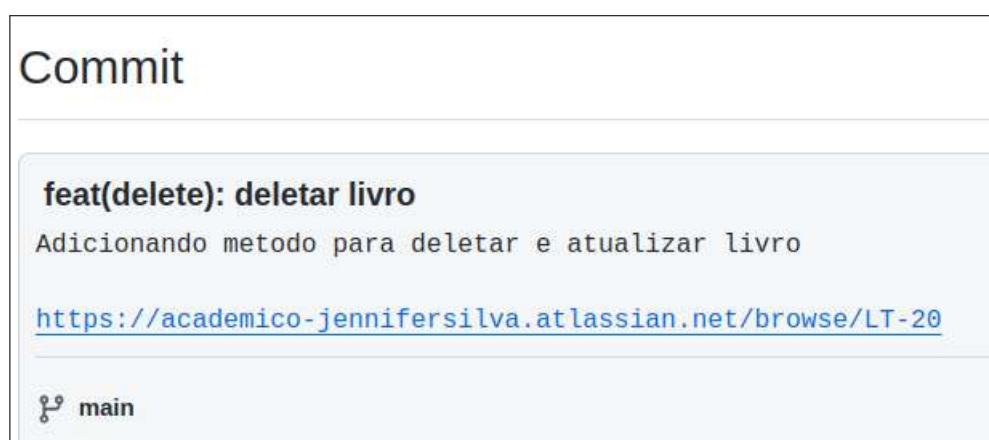 Commit
feat(delete): deletar livro
Adicionando metodo para deletar e atualizar livro
https://academico-jennifersilva.atlassian.net/browse/LT-20
main